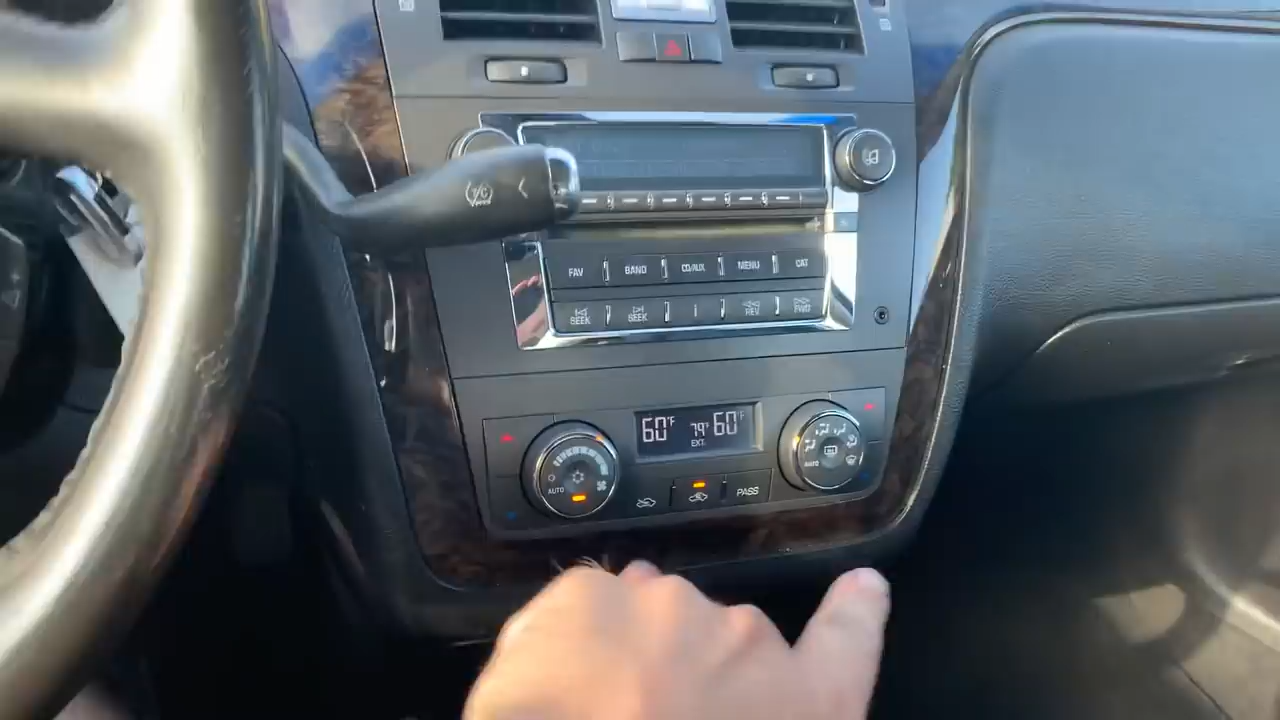 T/C
FAV BAND CD/AUX MENU CAT
SEEK SEEK i REV FWD
60°F 79° 60°F
EXT.
AUTO
AUTO
PASS